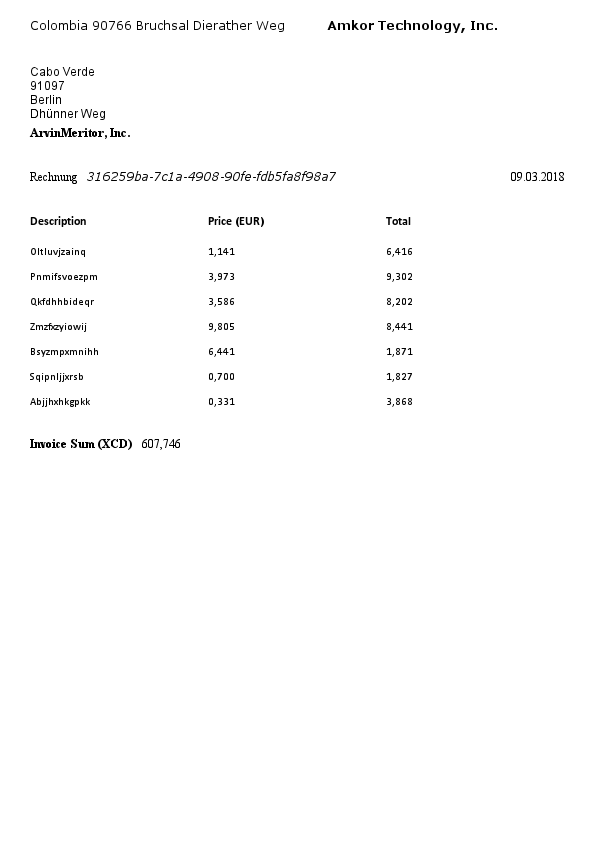 Colombia 90766 Bruchsal Dierather Weg Amkor Technology, Inc.
Cabo Verde
91097
Berlin
Dhünner Weg
ArvinMeritor, Inc.
Rechnung 316259ba-7c1a-4908-90fe-fdb5fa8f98a7 09.03.2018
Description Price (EUR) Total
Oltluvjzainq 1,141 6,416
Pnmifsvoezpm 3,973 9,302
Qkfdhhbideqr 3,586 8,202
Zmzfxzyiowij 9,805 8,441
Bsyzmpxmnihh 6,441 1,871
Sqipnljjxrsb 0,700 1,827
Abjjhxhkgpkk 0,331 3,868
Invoice Sum (XCD) 607,746